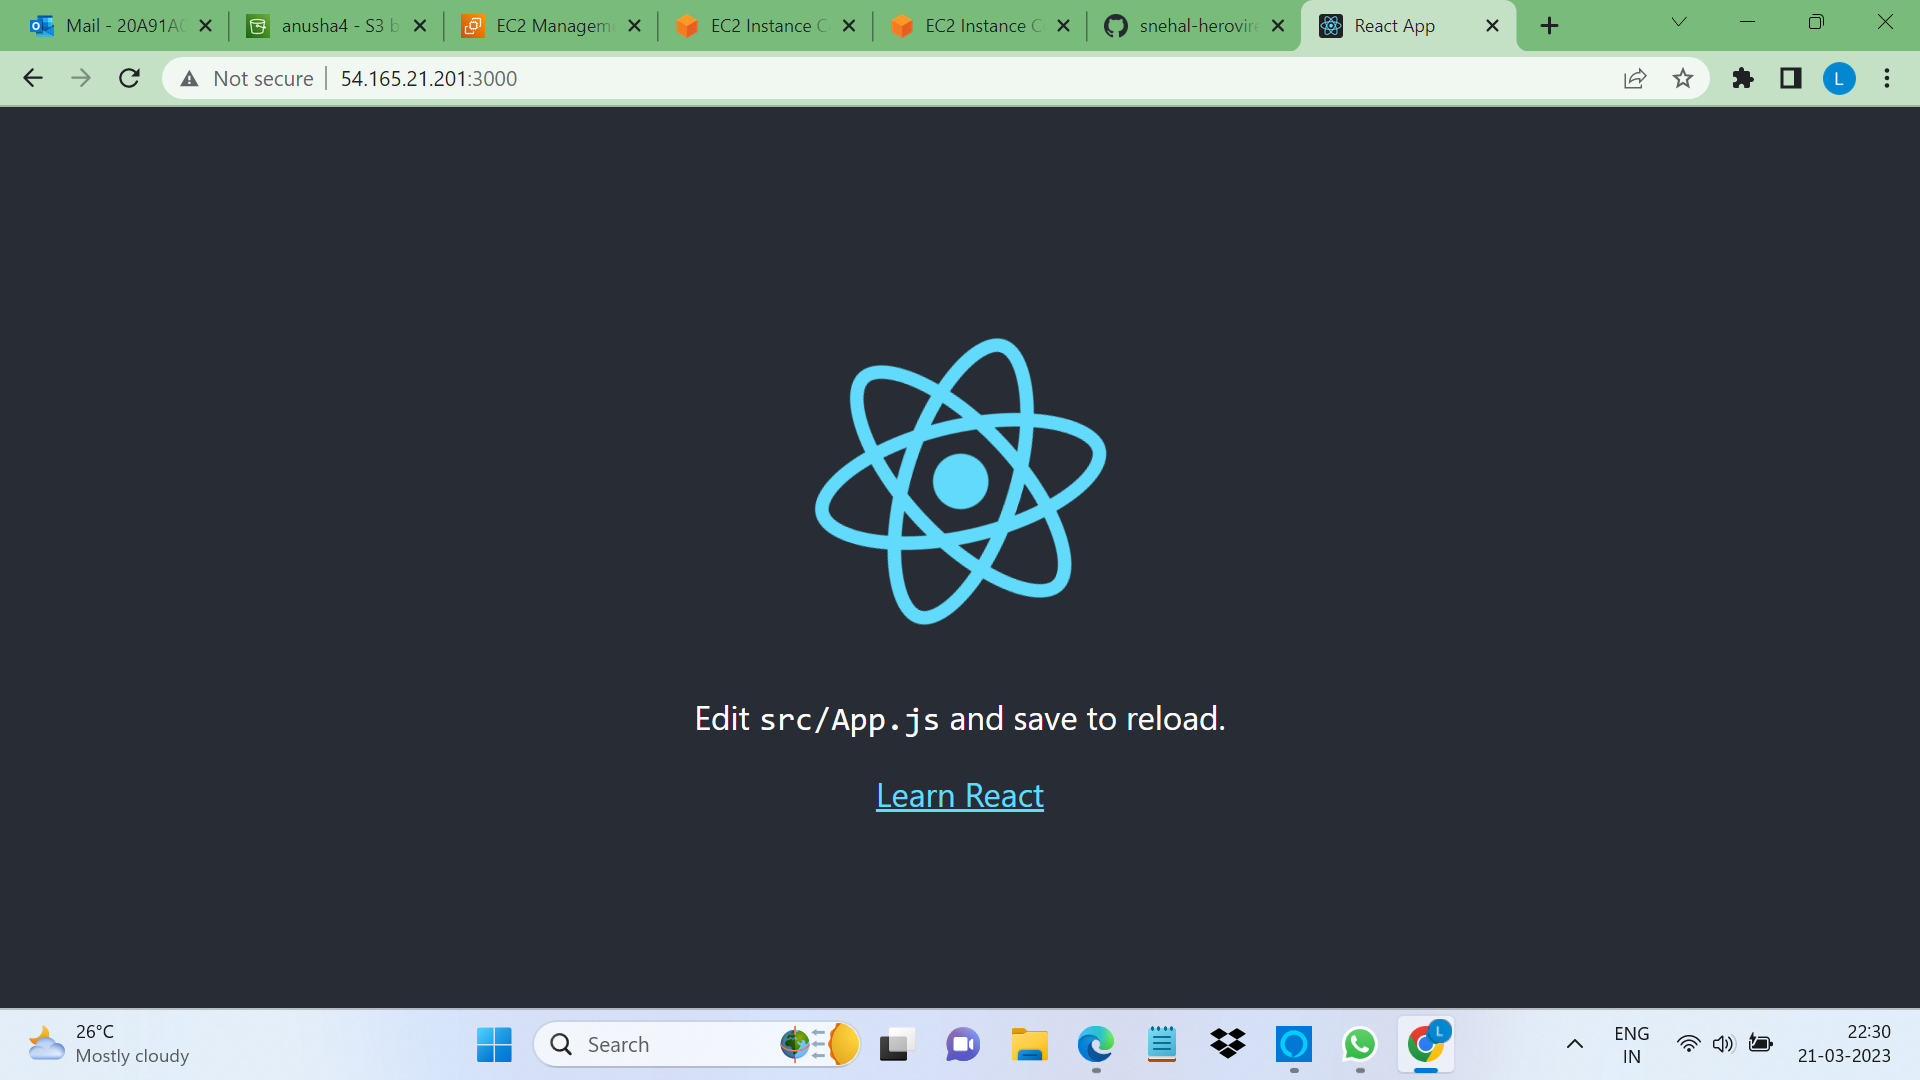 Mail - 20A91A0
anusha4 - S3 b
EC2 Managem
EC2 Instance C
EC2 Instance C
snehal-herovire
React App
Not secure
54.165.21.201:3000
L
Edit src/App.js and save to reload.
Learn React
26°C
Mostly cloudy
Search
L
ENG
IN
22:30
21-03-2023